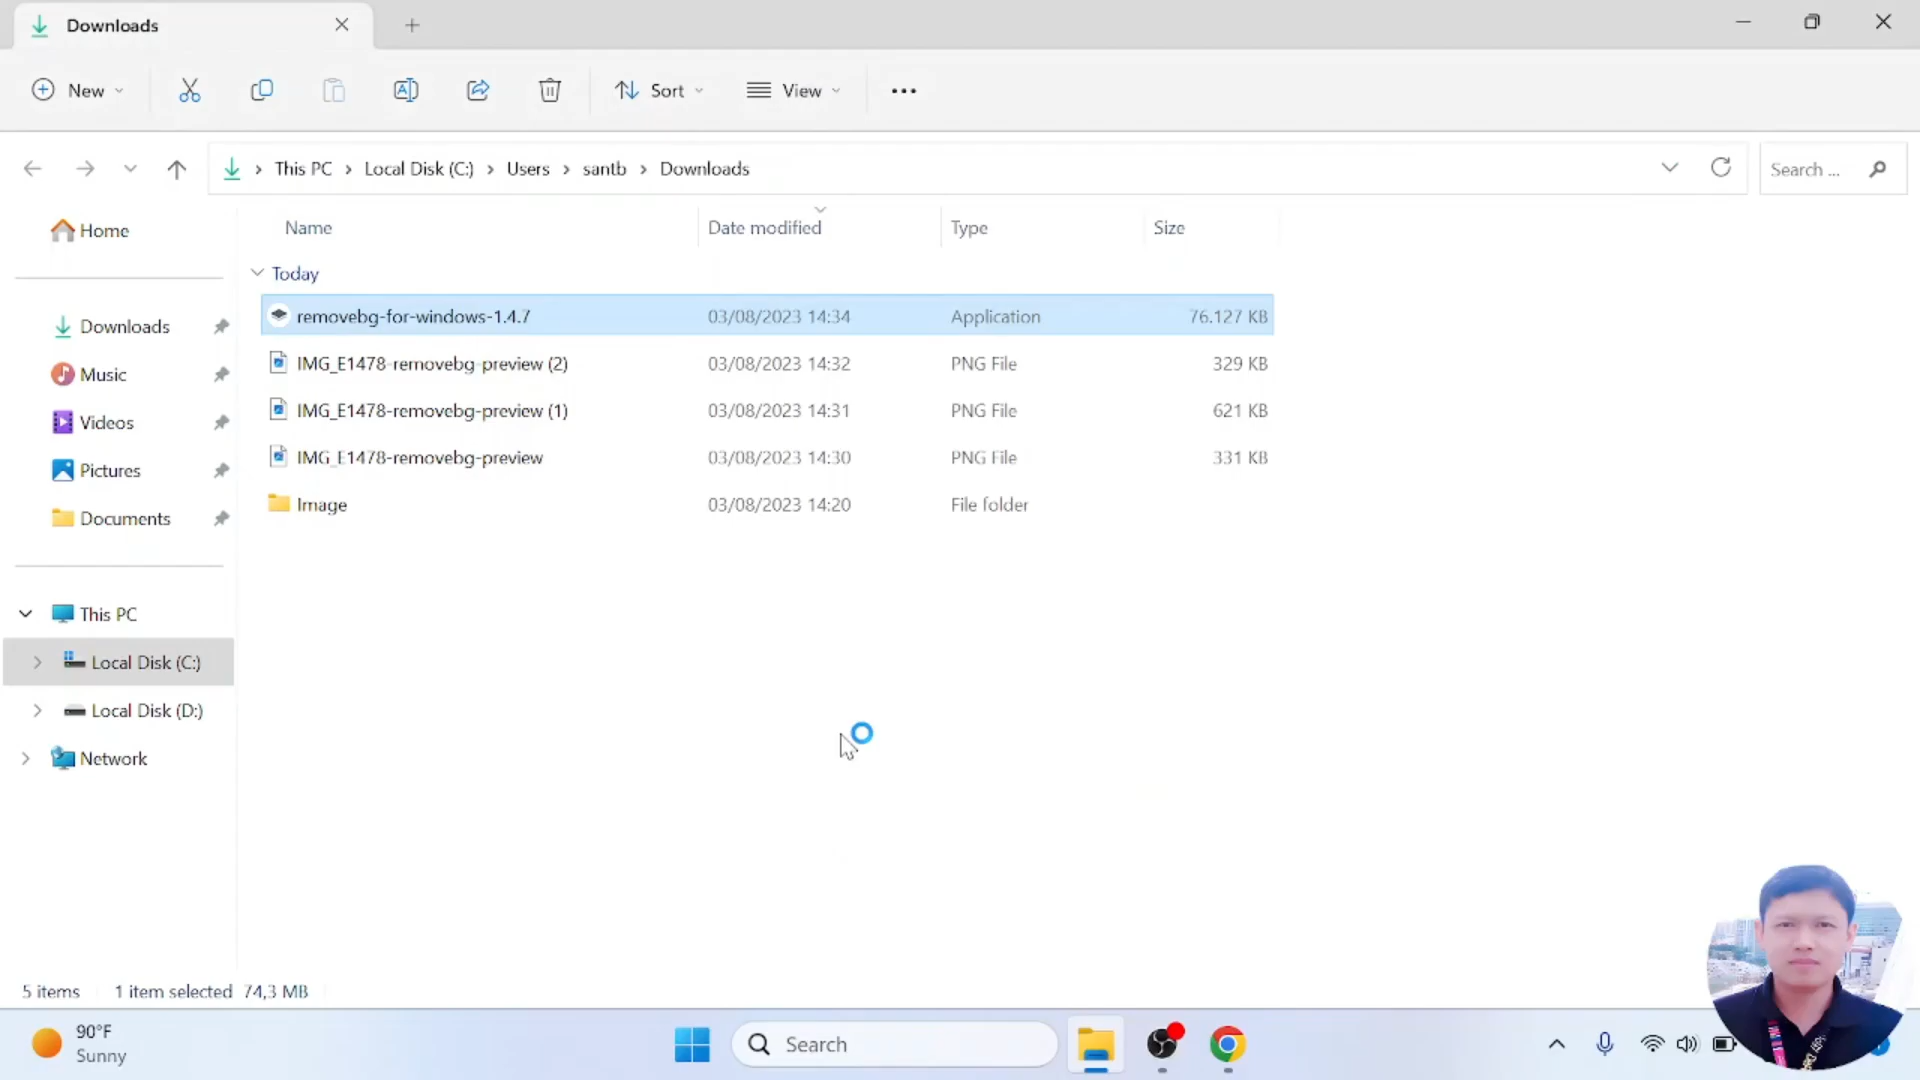 Downloads
New
Sort
View
This PC
Local Disk (C:)
Users
santb
Downloads
Search ...
Home
Name
Date modified
Type
Size
Today
removebg-for-windows-1.4.7 03/08/2023 14:34 Application 76.127 KB
IMG_E1478-removebg-preview (2) 03/08/2023 14:32 PNG File 329 KB
IMG_E1478-removebg-preview (1) 03/08/2023 14:31 PNG File 621 KB
IMG_E1478-removebg-preview 03/08/2023 14:30 PNG File 331 KB
Image 03/08/2023 14:20 File folder
Downloads
Music
Videos
Pictures
Documents
This PC
Local Disk (C:)
Local Disk (D:)
Network
5 items 1 item selected 74,3 MB
90°F
Sunny
Search